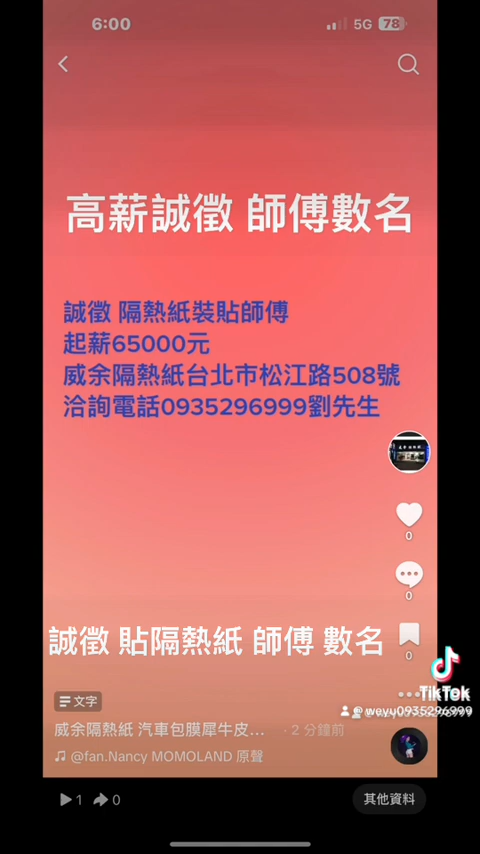 6:00
5G 78
高薪誠徵 師傅數名
誠徵 隔熱紙裝貼師傅
起薪65000元
威余隔熱紙台北市松江路508號
洽詢電話0935296999劉先生
0
0
誠徵 貼隔熱紙 師傅 數名
0
TikTok
weyu0935296999
文字
威余隔熱紙 汽車包膜犀牛皮... · 2 分鐘前
@fan.Nancy MOMOLAND 原聲
1 0
其他資料